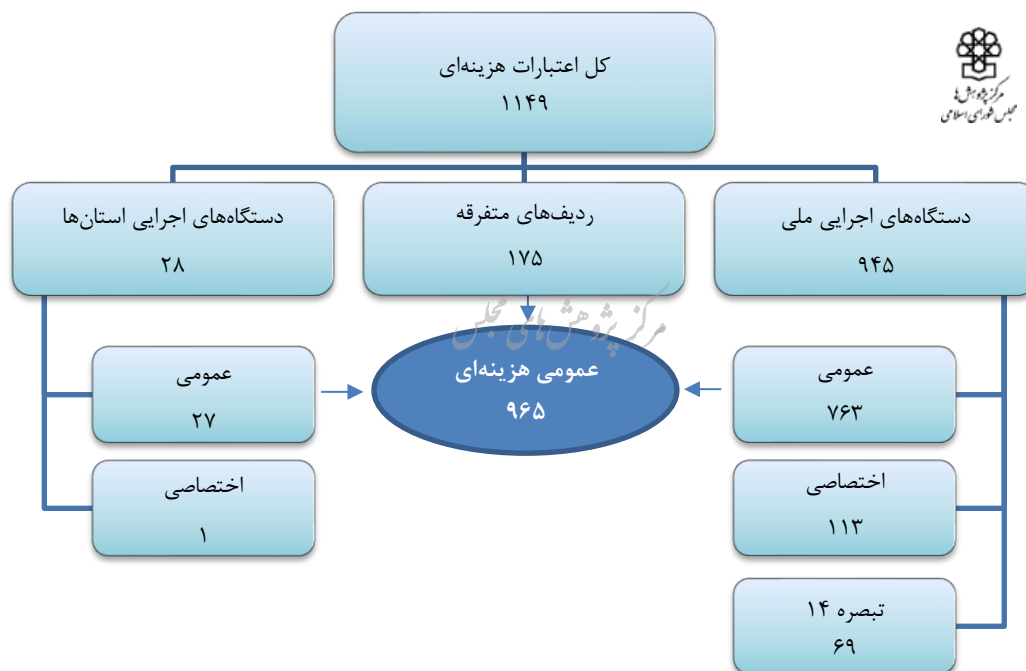 کل اعتبارات هزینه‌ای
۱۱۴۹
مرکز پژوهش‌ها
مجلس شورای اسلامی
دستگاه‌های اجرایی ملی
۹۴۵
ردیف‌های متفرقه
۱۷۵
دستگاه‌های اجرایی استان‌ها
۲۸
مرکز پژوهش‌های مجلس
عمومی
۷۶۳
عمومی هزینه‌ای
۹۶۵
عمومی
۲۷
اختصاصی
۱۱۳
اختصاصی
۱
تبصره ۱۴
۶۹